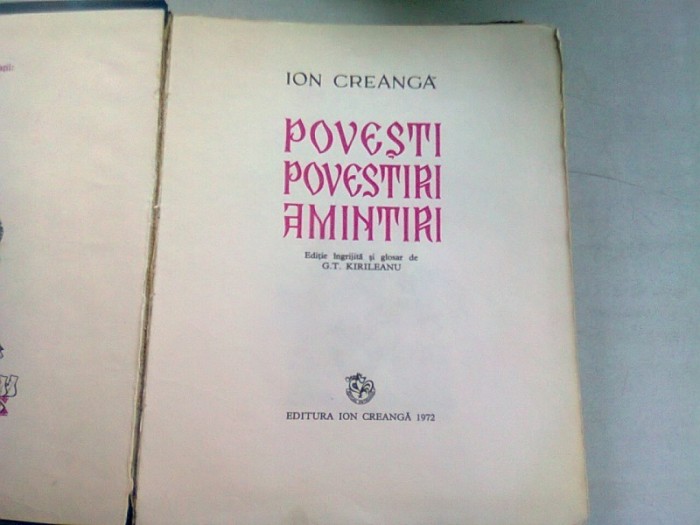 ION CREANGĂ
POVEȘTI
POVESTIRI
AMINTIRI
Ediție îngrijită și glosar de
G.T. KIRILEANU
EDITURA ION CREANGĂ 1972